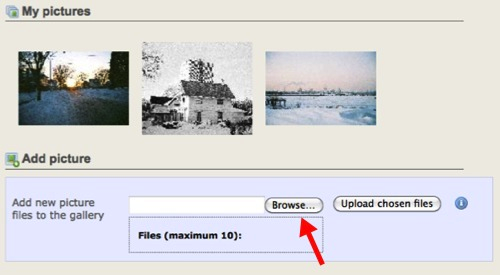 My pictures
Add picture
Add new picture
files to the gallery
Browse...
Upload chosen files
i
Files (maximum 10):